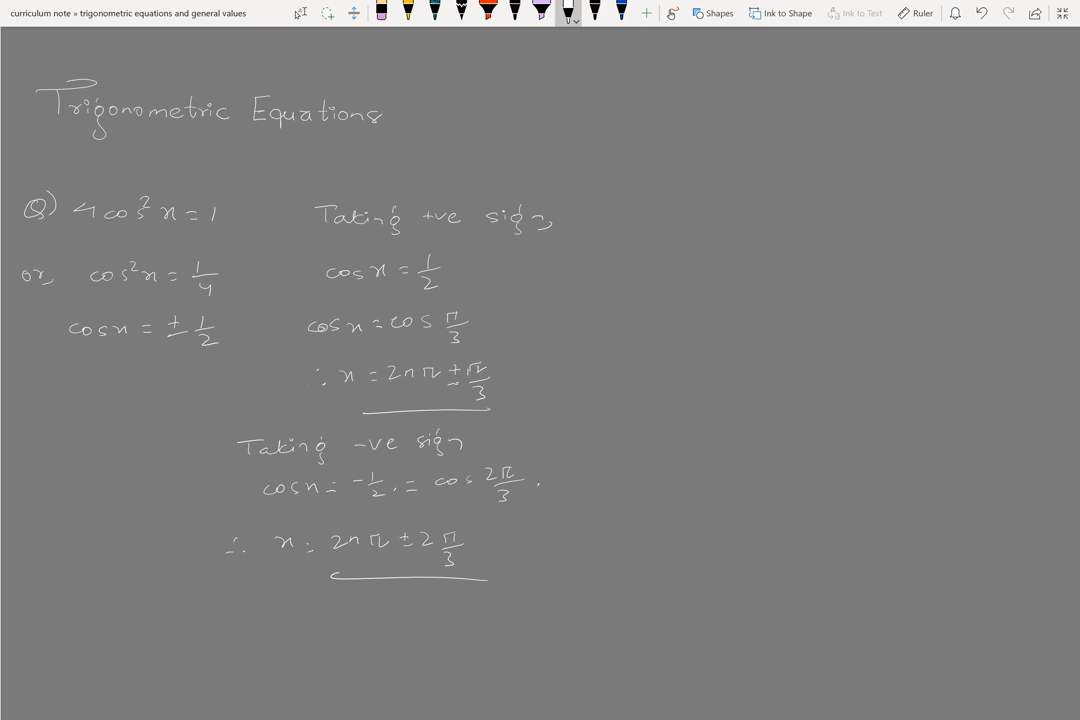 curriculum note » trigonometric equations and general values
Shapes Ink to Shape Ink to Text Ruler
Trigonometric Equations
Q) 4cos²x = 1
or, cos²x = 1/4
cosx = ± 1/2
Taking +ve sign,
cosx = 1/2
cosx = cos π/3
∴ x = 2nπ ± π/3
Taking -ve sign
cosx = -1/2 . = cos 2π/3 .
∴ x = 2nπ ± 2π/3